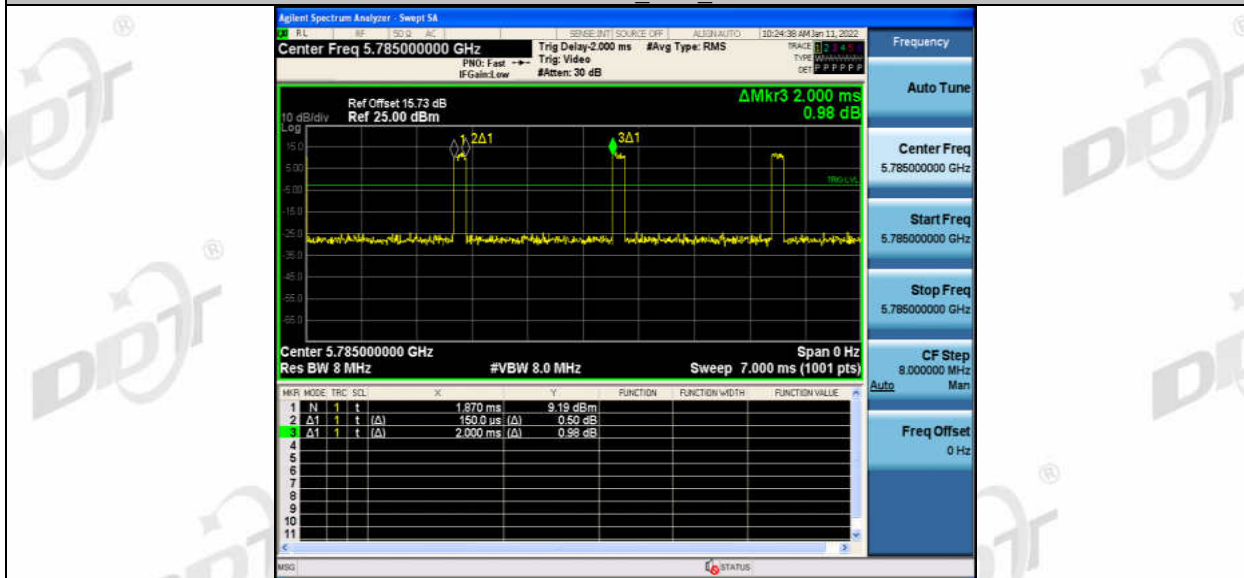 Agilent Spectrum Analyzer - Swept SA
RL RF 50 Ω AC SENSE:INT SOURCE OFF ALIGN AUTO 10:24:38 AM Jan 11, 2022
Center Freq 5.785000000 GHz
PNO: Fast
IFGain:Low
Trig Delay-2.000 ms
Trig: Video
#Atten: 30 dB
#Avg Type: RMS
TRACE 1 2 3 4 5 6
TYPE
DET P P P P P P
Frequency
Auto Tune
Center Freq
5.785000000 GHz
Start Freq
5.785000000 GHz
Stop Freq
5.785000000 GHz
CF Step
8.000000 MHz
Auto Man
Freq Offset
0 Hz
ΔMkr3 2.000 ms
0.98 dB
Ref Offset 15.73 dB
10 dB/div Ref 25.00 dBm
Log
15.0
5.00
-5.00
-15.0
-25.0
-35.0
-45.0
-55.0
-65.0
1 2Δ1
3Δ1
TRIG LVL
Center 5.785000000 GHz Span 0 Hz
Res BW 8 MHz #VBW 8.0 MHz Sweep 7.000 ms (1001 pts)
MKR MODE TRC SCL X Y FUNCTION FUNCTION WIDTH FUNCTION VALUE
1 N 1 t 1.870 ms 9.19 dBm
2 Δ1 1 t (Δ) 150.0 µs (Δ) 0.50 dB
3 Δ1 1 t (Δ) 2.000 ms (Δ) 0.98 dB
4
5
6
7
8
9
10
11
MSG STATUS
DDT
®